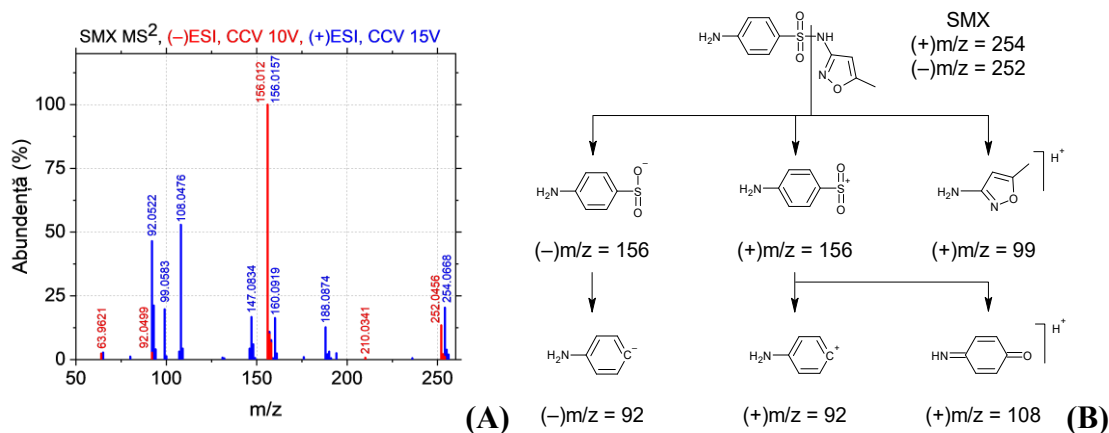 SMX MS², (–)ESI, CCV 10V, (+)ESI, CCV 15V
Abundență (%)
100
75
50
25
0
63.9621
92.0522
92.0499
99.0583
108.0476
147.0834
156.012
156.0157
160.0919
188.0874
210.0341
252.0456
254.0668
50
100
150
200
250
m/z
(A)
SMX
(+)m/z = 254
(–)m/z = 252
H₂N
O
S
NH
O
N
O
H₂N
O⁻
S
O
O
(–)m/z = 156
H₂N
O
S⁺
O
(+)m/z = 156
H₂N
N
O
H⁺
(+)m/z = 99
H₂N
C⁻
(–)m/z = 92
H₂N
C⁺
(+)m/z = 92
HN
O
H⁺
(+)m/z = 108
(B)